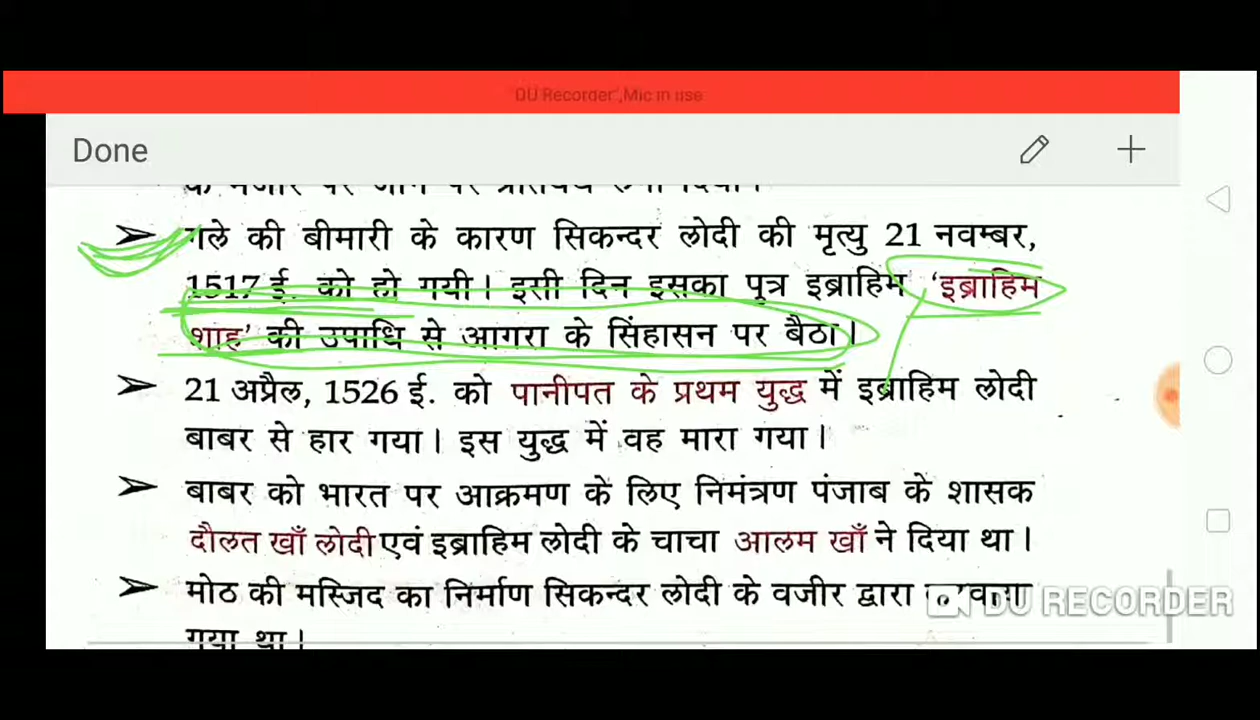 DU Recorder',Mic in use
Done
➢ गले की बीमारी के कारण सिकन्दर लोदी की मृत्यु 21 नवम्बर,
1517 ई. को हो गयी। इसी दिन इसका पुत्र इब्राहिम 'इब्राहिम
शाह' की उपाधि से आगरा के सिंहासन पर बैठा।
➢ 21 अप्रैल, 1526 ई. को पानीपत के प्रथम युद्ध में इब्राहिम लोदी
बाबर से हार गया। इस युद्ध में वह मारा गया।
➢ बाबर को भारत पर आक्रमण के लिए निमंत्रण पंजाब के शासक
दौलत खाँ लोदी एवं इब्राहिम लोदी के चाचा आलम खाँ ने दिया था।
➢ मोठ की मस्जिद का निर्माण सिकन्दर लोदी के वजीर द्वारा
DU RECORDER
गया था।